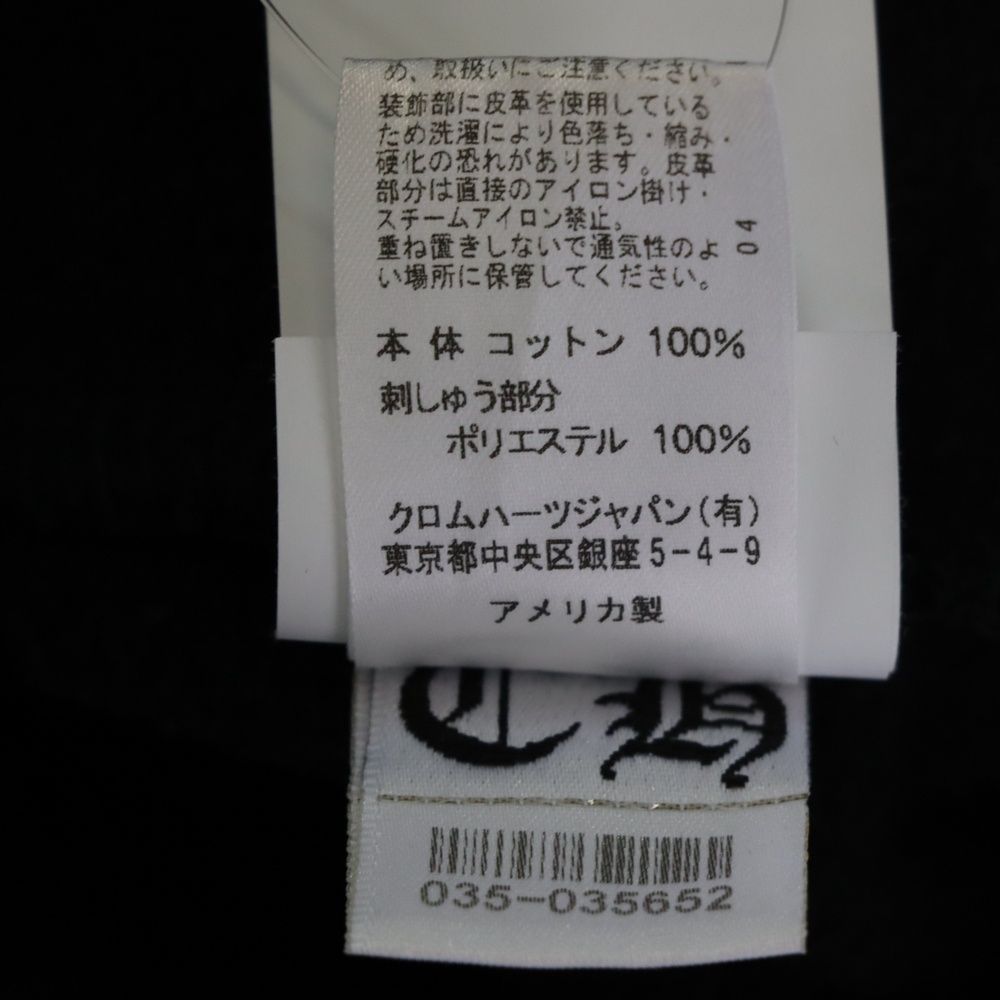 め、取扱いにご注意ください。
装飾部に皮革を使用している
ため洗濯により色落ち・縮み・
硬化の恐れがあります。皮革
部分は直接のアイロン掛け・
スチームアイロン禁止。
重ね置きしないで通気性のよ
い場所に保管してください。
04
本体 コットン 100%
刺しゅう部分
ポリエステル 100%
クロムハーツジャパン(有)
東京都中央区銀座5-4-9
アメリカ製
CH
035-035652